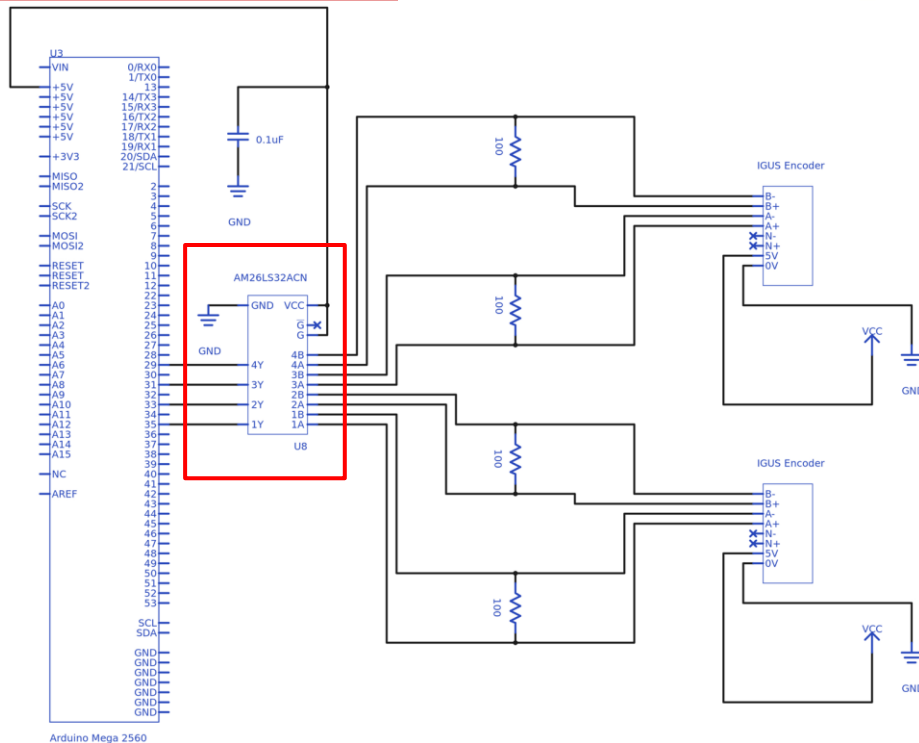 U3
VIN
+5V
+5V
+5V
+5V
+5V
+5V
+3V3
MISO
MISO2
SCK
SCK2
MOSI
MOSI2
RESET
RESET
RESET2
A0
A1
A2
A3
A4
A5
A6
A7
A8
A9
A10
A11
A12
A13
A14
A15
NC
AREF
0/RX0
1/TX0
13
14/TX3
15/RX3
16/TX2
17/RX2
18/TX1
19/RX1
20/SDA
21/SCL
2
3
4
5
6
7
8
9
10
11
12
22
23
24
25
26
27
28
29
30
31
32
33
34
35
36
37
38
39
40
41
42
43
44
45
46
47
48
49
50
51
52
53
SCL
SDA
GND
GND
GND
GND
GND
GND
GND
Arduino Mega 2560
0.1uF
GND
AM26LS32ACN
GND
VCC
G
G
4B
4A
3B
3A
2B
2A
1B
1A
4Y
3Y
2Y
1Y
GND
U8
100
100
100
100
IGUS Encoder
B-
B+
A-
A+
N-
N+
5V
0V
VCC
GND
IGUS Encoder
B-
B+
A-
A+
N-
N+
5V
0V
VCC
GND